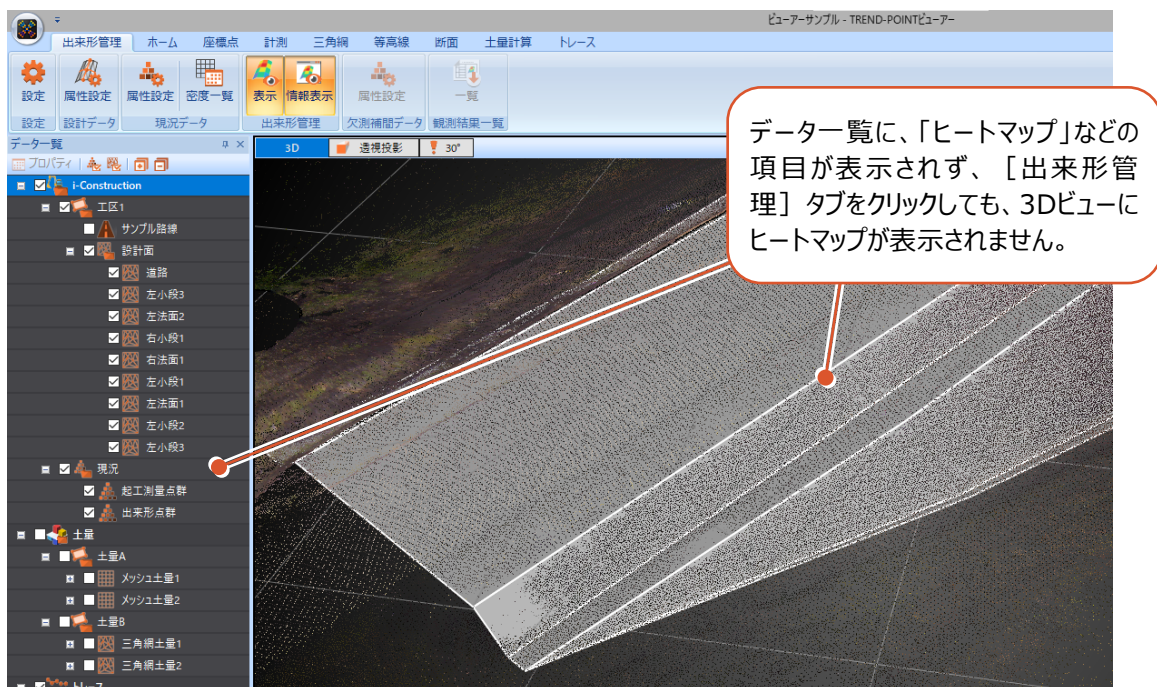 ビューアーサンプル - TREND-POINTビューアー
出来形管理 ホーム 座標点 計測 三角網 等高線 断面 土量計算 トレース
設定 属性設定 属性設定 密度一覧 表示 情報表示 属性設定 一覧
設定 設計データ 現況データ 出来形管理 欠測補間データ 観測結果一覧
データ一覧
プロパティ
3D 透視投影 30°
i-Construction
工区1
サンプル路線
設計面
道路
左小段3
左法面2
右小段1
右法面1
左小段1
左法面1
左小段2
左小段3
現況
起工測量点群
出来形点群
土量
土量A
メッシュ土量1
メッシュ土量2
土量B
三角網土量1
三角網土量2
トレース
データ一覧に、「ヒートマップ」などの
項目が表示されず、[出来形管
理] タブをクリックしても、3Dビューに
ヒートマップが表示されません。